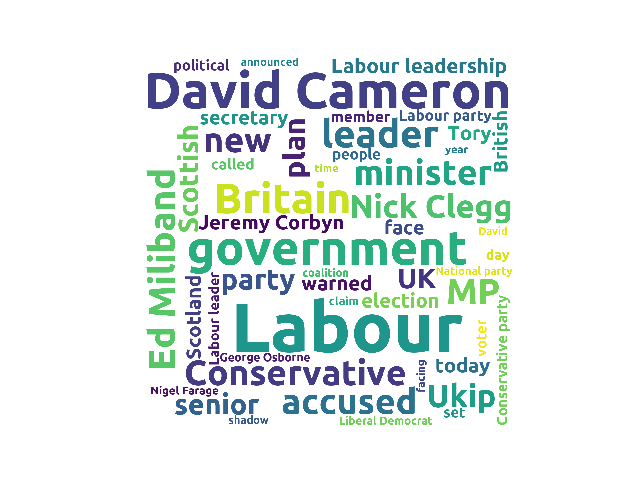 political
announced
Labour leadership
David Cameron
secretary
member
Labour party
new
plan
leader
Tory
British
Scottish
called
people
year
time
minister
Ed Miliband
Britain
Nick Clegg
Jeremy Corbyn
face
David
government
day
Scotland
Labour leader
party
coalition
warned
UK
National party
MP
claim
election
Labour
voter
Conservative party
George Osborne
Conservative
facing
today
Nigel Farage
senior
accused
Ukip
set
shadow
Liberal Democrat